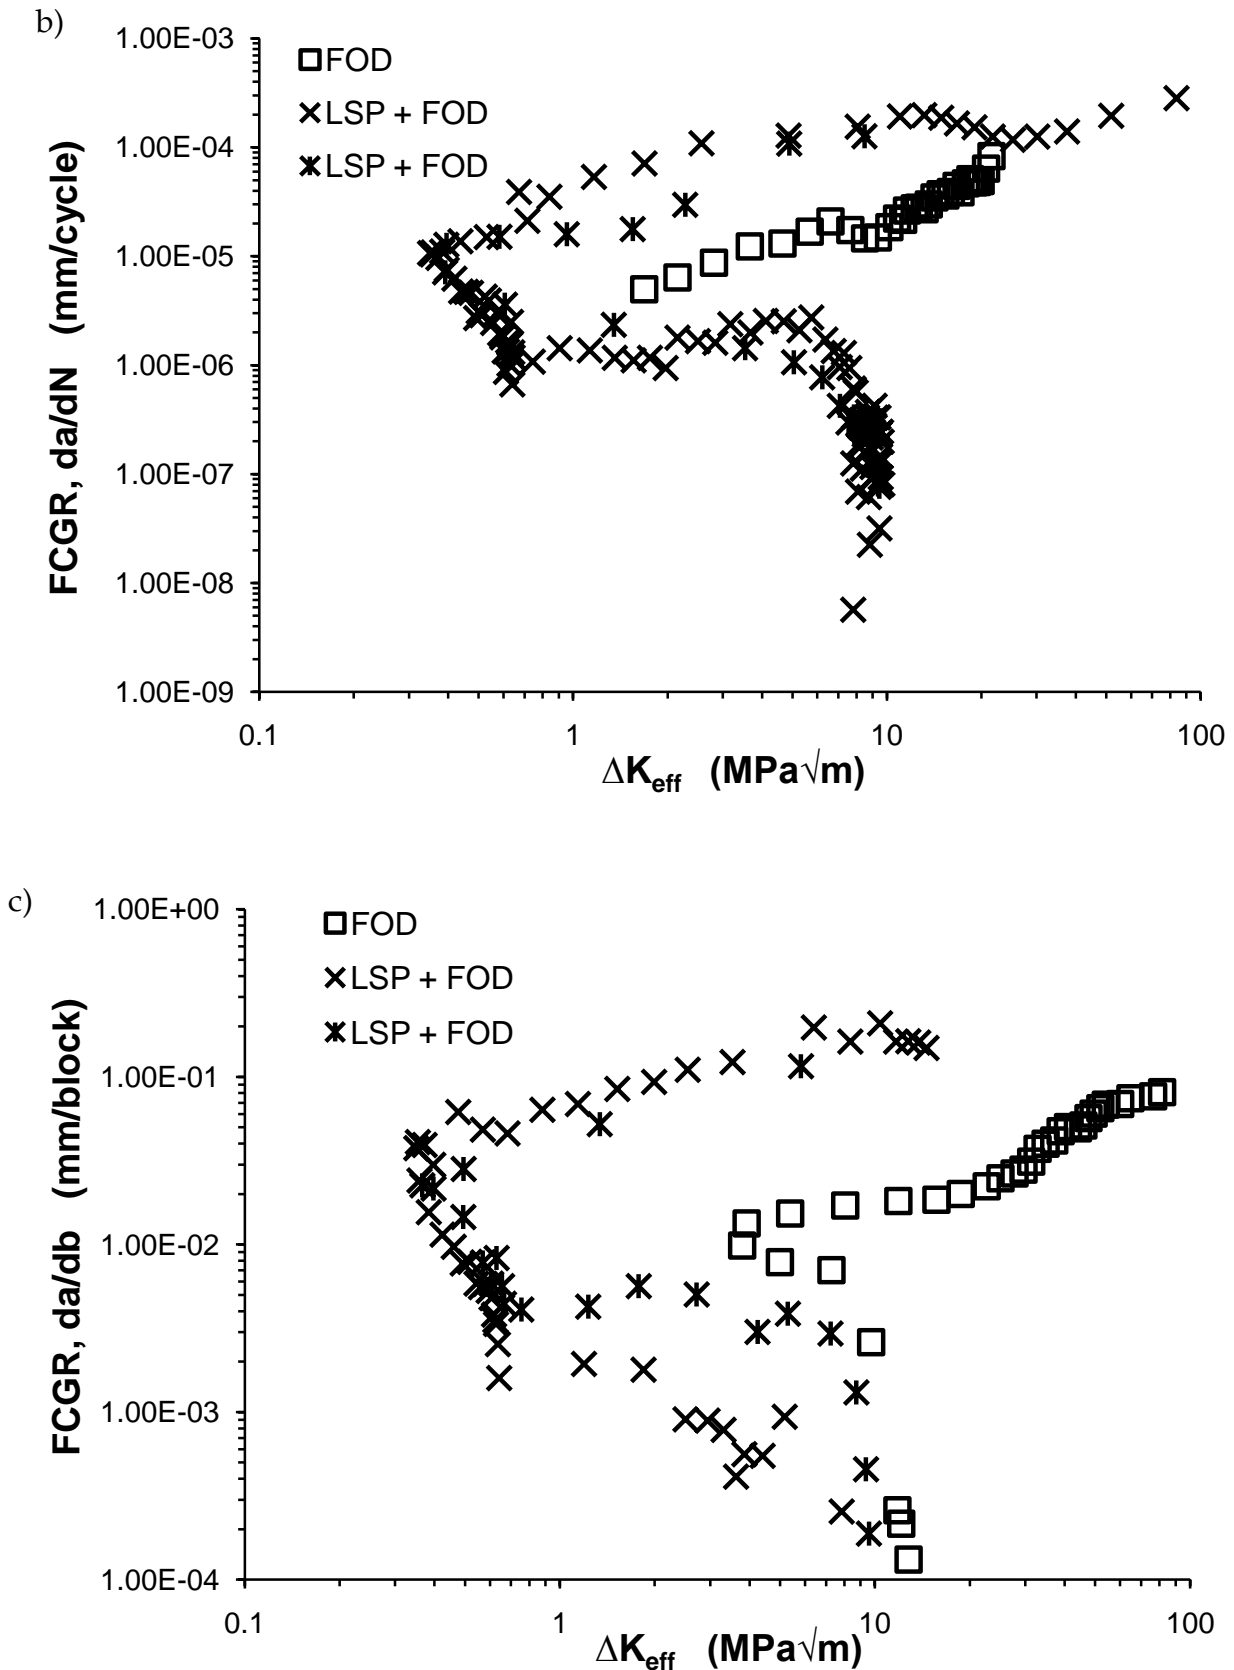 b)
1.00E-03
FOD
LSP + FOD
LSP + FOD
1.00E-04
1.00E-05
1.00E-06
1.00E-07
1.00E-08
1.00E-09
FCGR, da/dN (mm/cycle)
0.1 1 10 100
ΔKeff (MPa√m)
c)
1.00E+00
FOD
LSP + FOD
LSP + FOD
1.00E-01
1.00E-02
1.00E-03
1.00E-04
FCGR, da/db (mm/block)
0.1 1 10 100
ΔKeff (MPa√m)